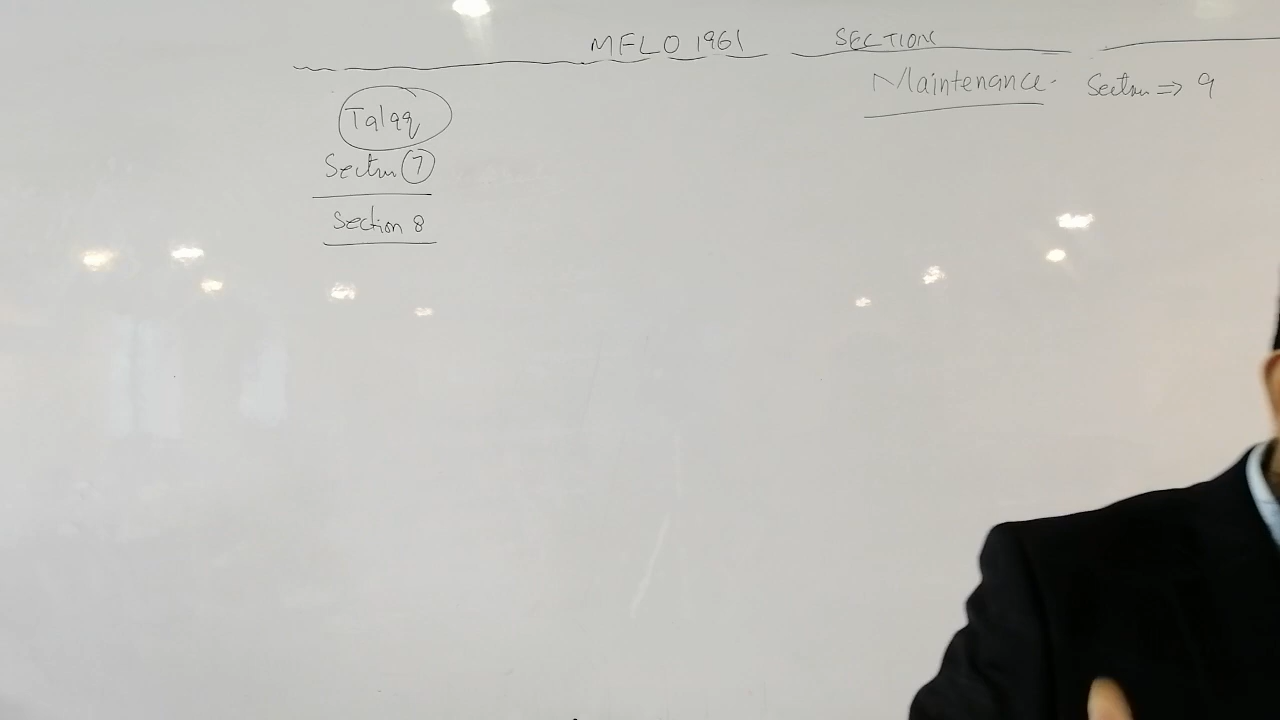 MFLO 1961 SECTION
Maintenance. Section => 9
Talaq
Section 7
Section 8